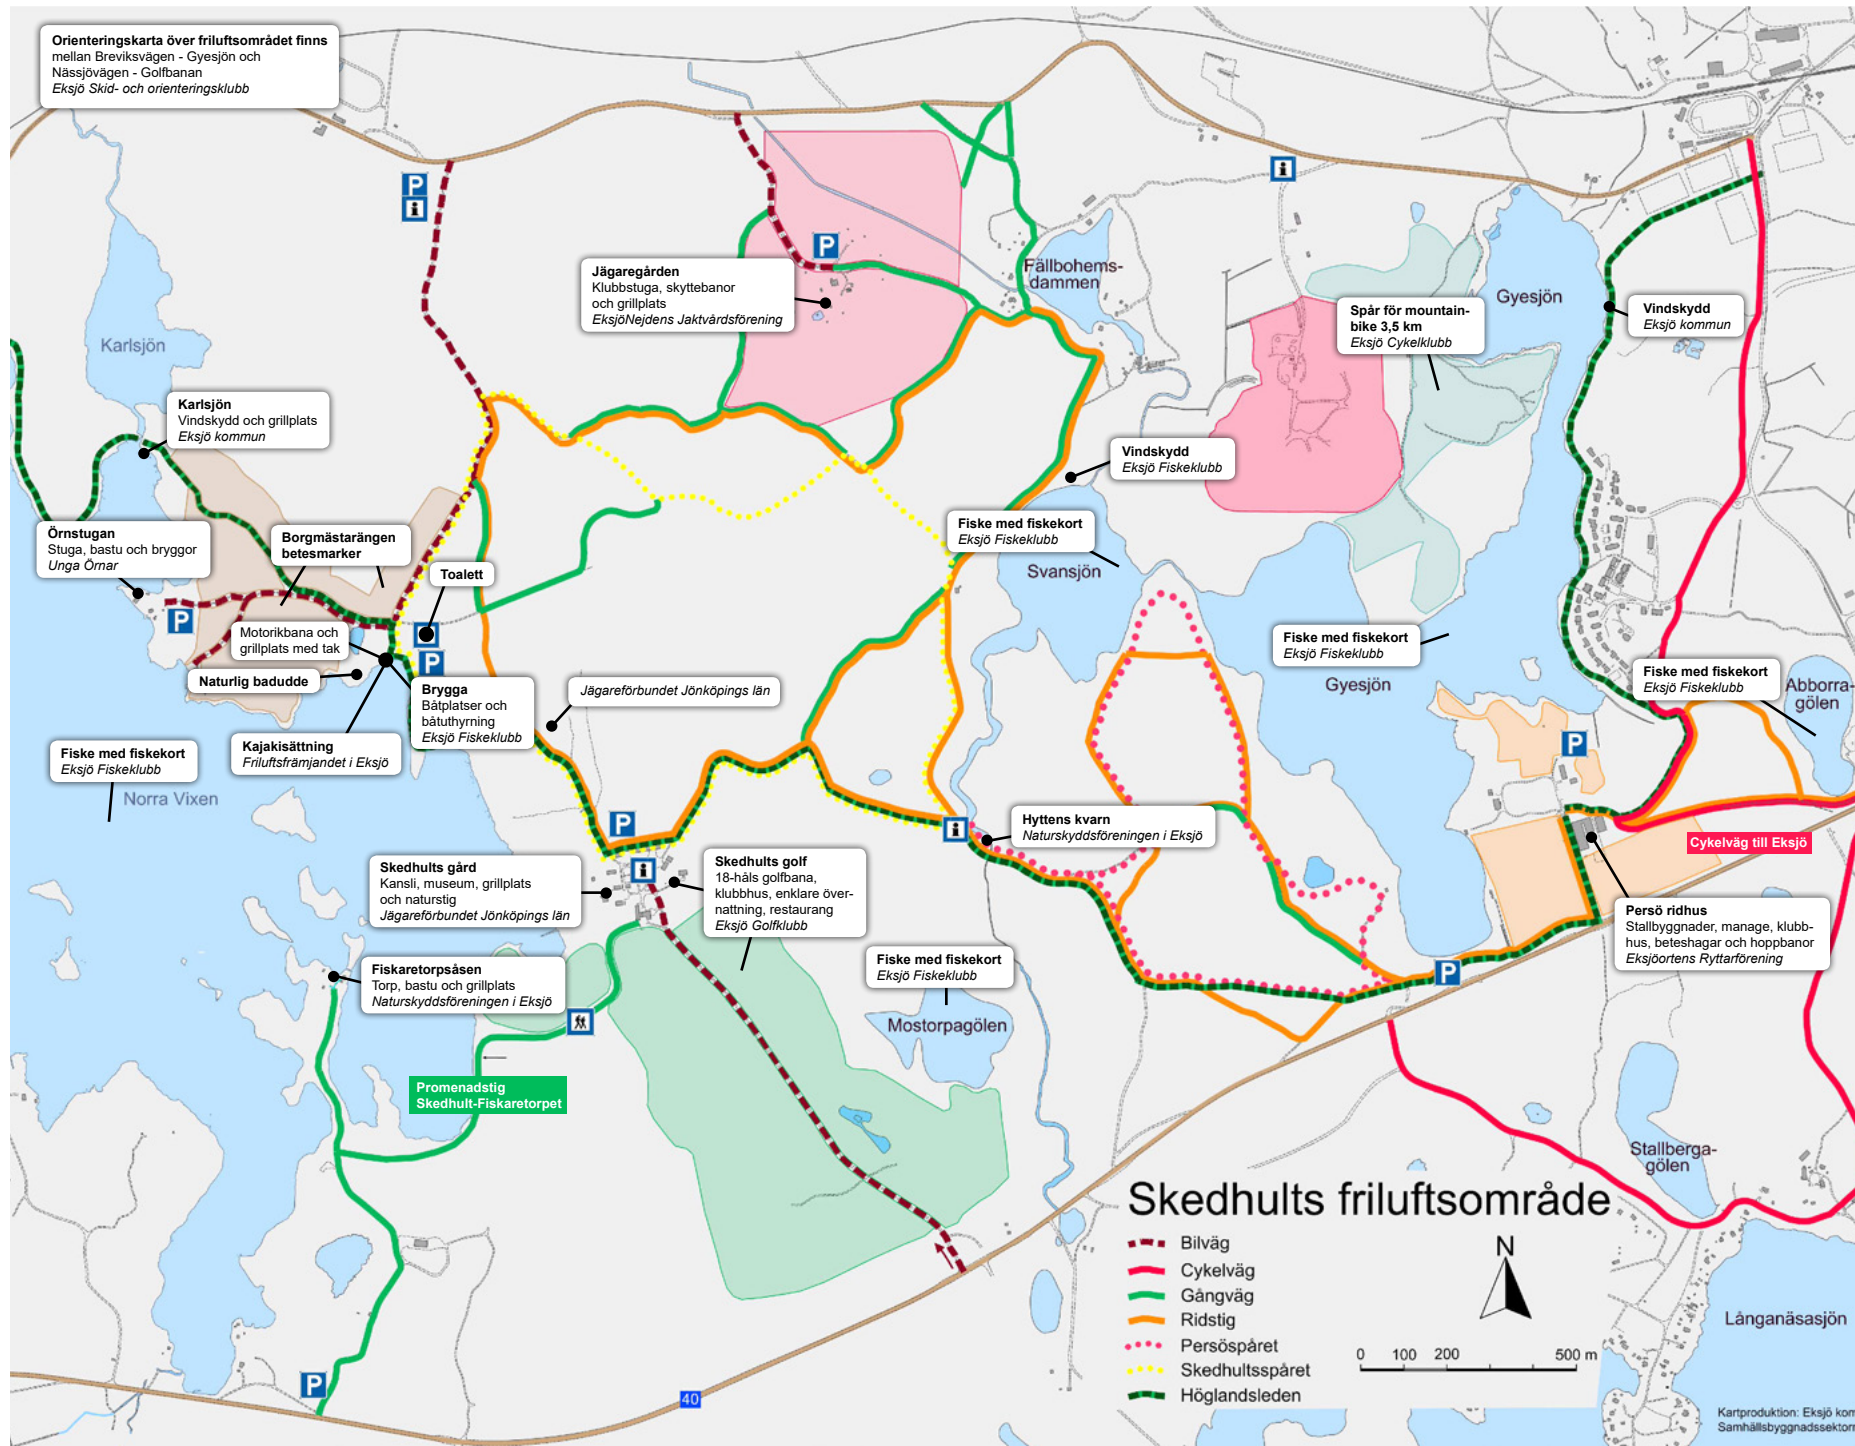 Orienteringskarta över friluftsområdet finns
mellan Breviksvägen - Gyesjön och
Nässjövägen - Golfbanan
Eksjö Skid- och orienteringsklubb
P
i
i
P
Jägaregården
Klubbstuga, skyttebanor
och grillplats
EksjöNejdens Jaktvårdsförening
Fällbohems-
dammen
Gyesjön
Spår för mountain-
bike 3,5 km
Eksjö Cykelklubb
Vindskydd
Eksjö kommun
Karlsjön
Karlsjön
Vindskydd och grillplats
Eksjö kommun
Vindskydd
Eksjö Fiskeklubb
Fiske med fiskekort
Eksjö Fiskeklubb
Svansjön
Örnstugan
Stuga, bastu och bryggor
Unga Örnar
Borgmästarängen
betesmarker
Toalett
P
Motorikbana och
grillplats med tak
P
Naturlig badudde
Brygga
Båtplatser och
båtuthyrning
Eksjö Fiskeklubb
Jägareförbundet Jönköpings län
Fiske med fiskekort
Eksjö Fiskeklubb
Gyesjön
Fiske med fiskekort
Eksjö Fiskeklubb
Abborra-
gölen
P
Fiske med fiskekort
Eksjö Fiskeklubb
Norra Vixen
Kajakisättning
Friluftsfrämjandet i Eksjö
P
i
Hyttens kvarn
Naturskyddsföreningen i Eksjö
Cykelväg till Eksjö
Skedhults gård
Kansli, museum, grillplats
och naturstig
Jägareförbundet Jönköpings län
i
Skedhults golf
18-håls golfbana,
klubbhus, enklare över-
nattning, restaurang
Eksjö Golfklubb
Persö ridhus
Stallbyggnader, manage, klubb-
hus, beteshagar och hoppbanor
Eksjöortens Ryttarförening
Fiske med fiskekort
Eksjö Fiskeklubb
P
Fiskaretorpsåsen
Torp, bastu och grillplats
Naturskyddsföreningen i Eksjö
Mostorpagölen
Promenadstig
Skedhult-Fiskaretorpet
Stallberga-
gölen
Skedhults friluftsområde
Bilväg
Cykelväg
Gångväg
Ridstig
Persöspåret
Skedhultsspåret
Höglandsleden
N
0 100 200 500 m
Långanäsasjön
P
40
Kartproduktion: Eksjö kom
Samhällsbyggnadssektorn